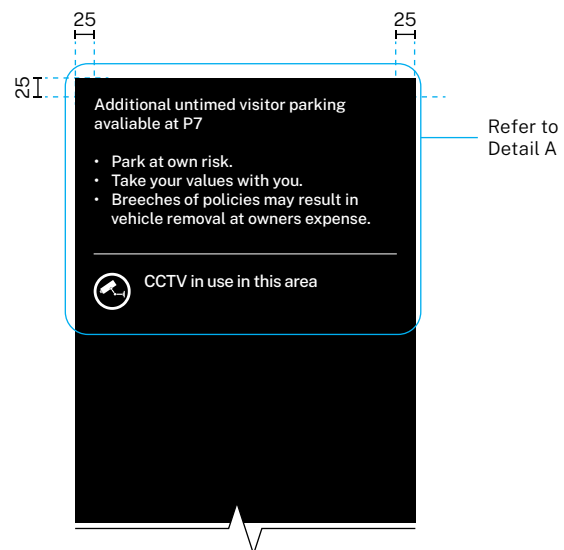 25
25
25
Additional untimed visitor parking
avaliable at P7
• Park at own risk.
• Take your values with you.
• Breeches of policies may result in
vehicle removal at owners expense.
CCTV in use in this area
Refer to
Detail A